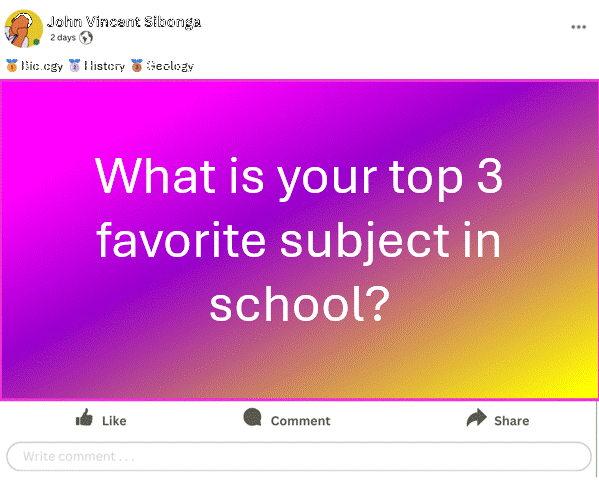 John Vincent Sibonga
2 days
🥇 Biology 🥈 History 🥉 Geology
What is your top 3
favorite subject in
school?
Like Comment Share
Write comment . . .